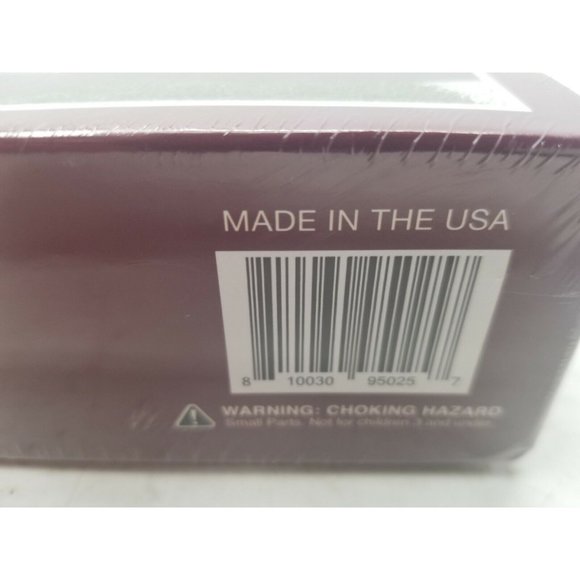 MADE IN THE USA
8 10030 95025 7
WARNING: CHOKING HAZARD
Small Parts. Not for children 3 and under.